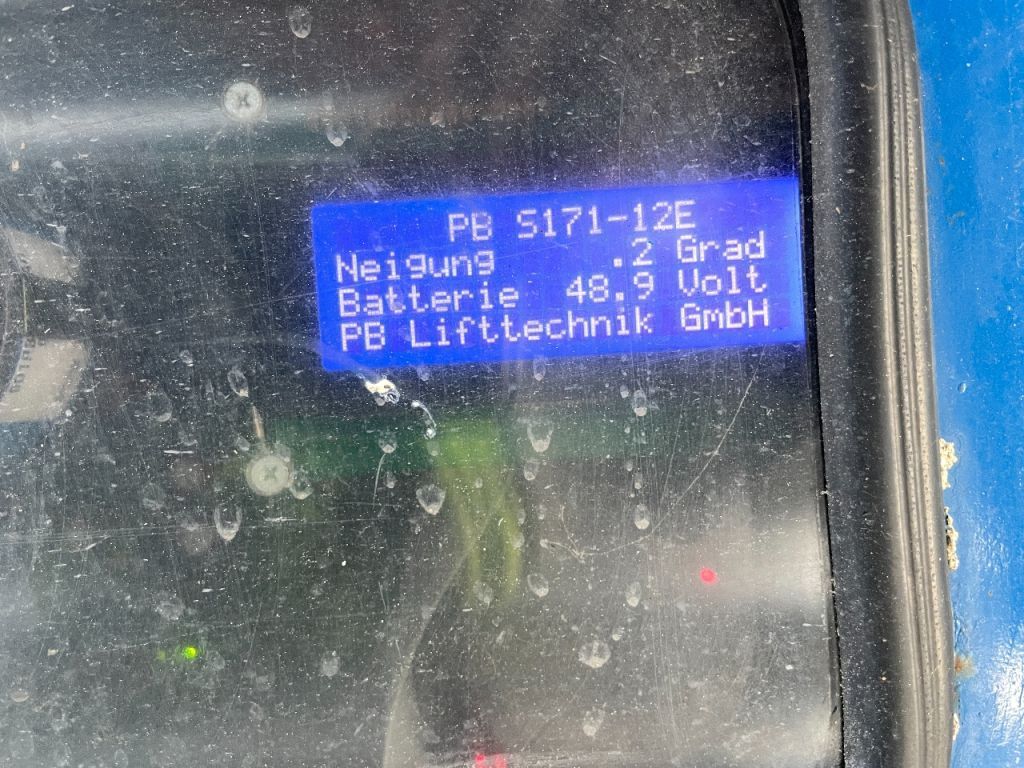 PB S171-12E
Neigung .2 Grad
Batterie 48.9 Volt
PB Lifttechnik GmbH